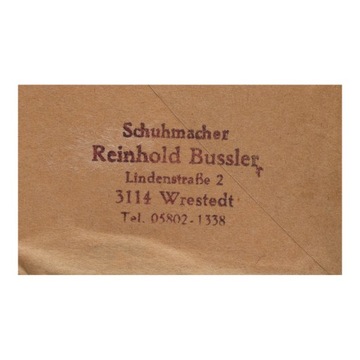 Schuhmacher
Reinhold Bussler
Lindenstraße 2
3114 Wrestedt
Tel. 05802-1338